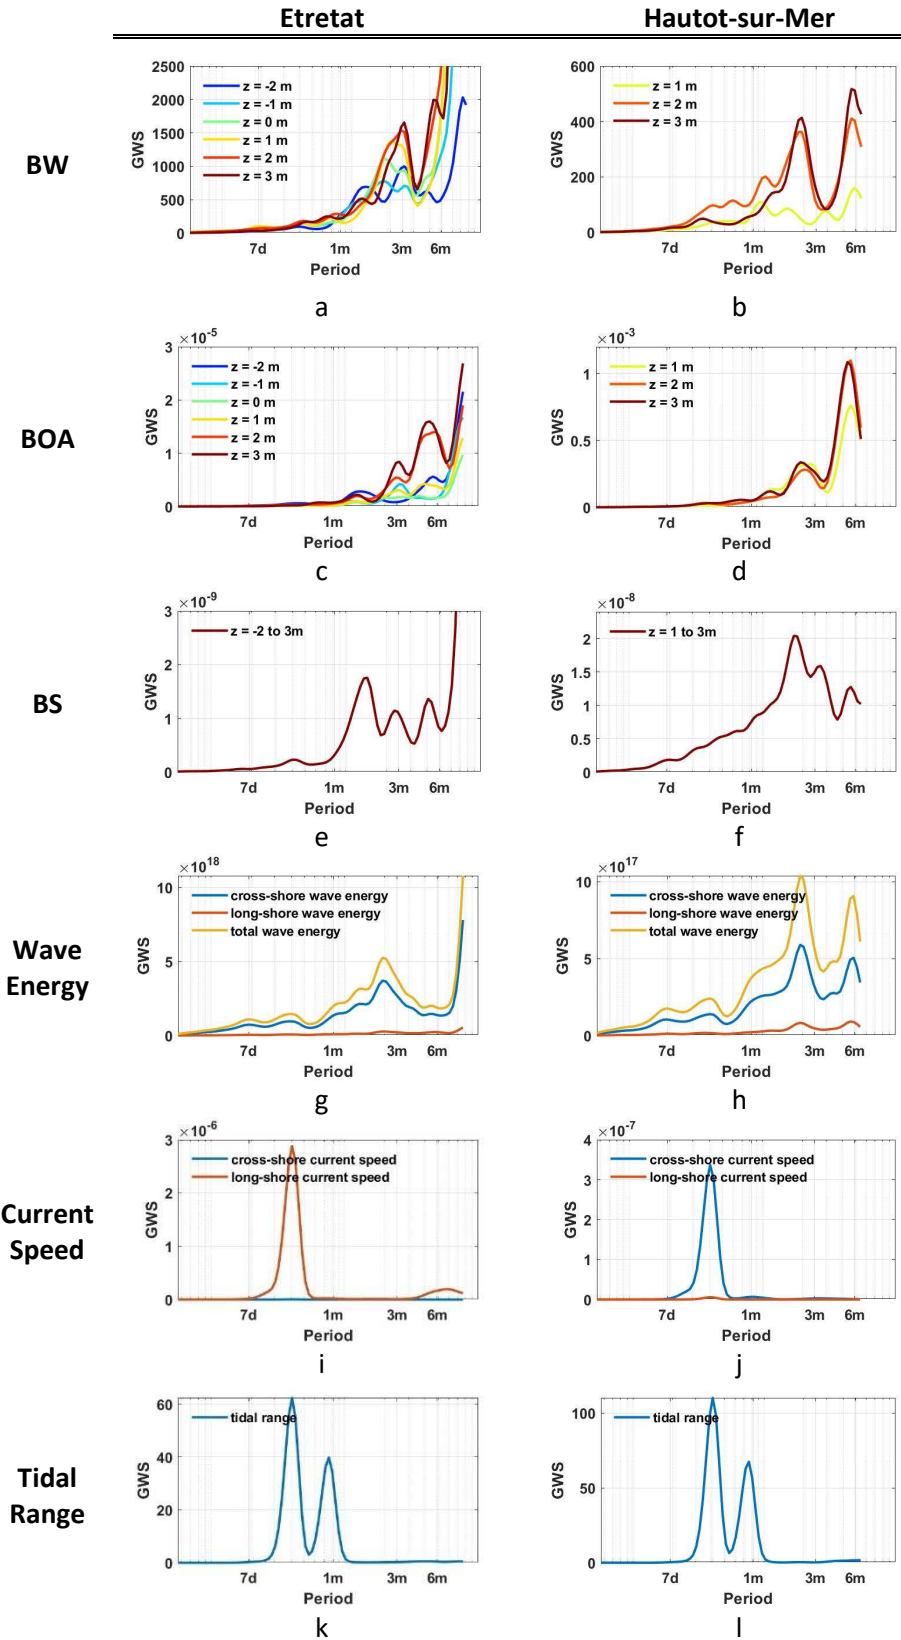 Etretat
Hautot-sur-Mer
BW
2500
2000
1500
1000
500
0
GWS
z = -2 m
z = -1 m
z = 0 m
z = 1 m
z = 2 m
z = 3 m
7d 1m 3m 6m
Period
a
600
400
200
0
GWS
z = 1 m
z = 2 m
z = 3 m
7d 1m 3m 6m
Period
b
BOA
×10-5
3
2
1
0
GWS
z = -2 m
z = -1 m
z = 0 m
z = 1 m
z = 2 m
z = 3 m
7d 1m 3m 6m
Period
c
×10-3
1
0.5
0
GWS
z = 1 m
z = 2 m
z = 3 m
7d 1m 3m 6m
Period
d
BS
×10-9
3
2
1
0
GWS
z = -2 to 3m
7d 1m 3m 6m
Period
e
×10-8
2
1.5
1
0.5
0
GWS
z = 1 to 3m
7d 1m 3m 6m
Period
f
Wave
Energy
×1018
10
5
0
GWS
cross-shore wave energy
long-shore wave energy
total wave energy
7d 1m 3m 6m
Period
g
×1017
10
5
0
GWS
cross-shore wave energy
long-shore wave energy
total wave energy
7d 1m 3m 6m
Period
h
Current
Speed
×10-6
3
2
1
0
GWS
cross-shore current speed
long-shore current speed
7d 1m 3m 6m
Period
i
×10-7
4
3
2
1
0
GWS
cross-shore current speed
long-shore current speed
7d 1m 3m 6m
Period
j
Tidal
Range
60
40
20
0
GWS
tidal range
7d 1m 3m 6m
Period
k
100
50
0
GWS
tidal range
7d 1m 3m 6m
Period
l